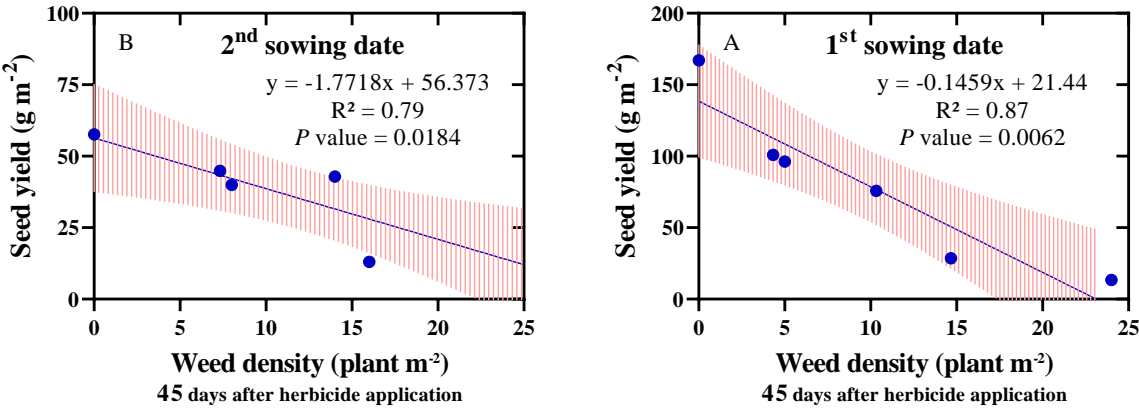 B
2nd sowing date
y = -1.7718x + 56.373
R² = 0.79
P value = 0.0184
Seed yield (g m-2)
100
75
50
25
0
0 5 10 15 20 25
Weed density (plant m-2)
45 days after herbicide application
A
1st sowing date
y = -0.1459x + 21.44
R² = 0.87
P value = 0.0062
Seed yield (g m-2)
200
150
100
50
0
0 5 10 15 20 25
Weed density (plant m-2)
45 days after herbicide application